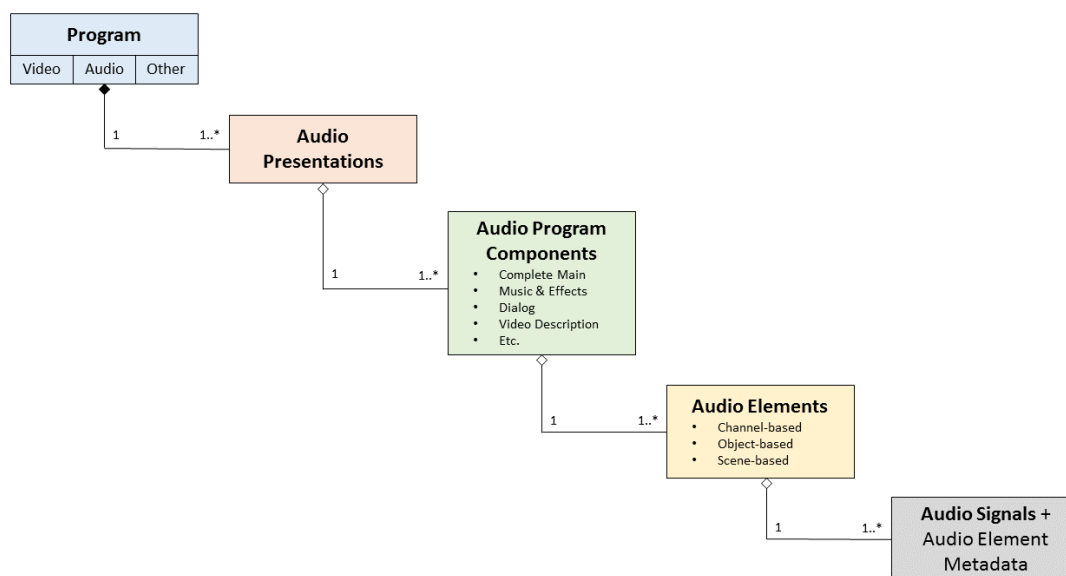 Program
Video Audio Other
1 1..*
Audio
Presentations
1 1..*
Audio Program
Components
• Complete Main
• Music & Effects
• Dialog
• Video Description
• Etc.
1 1..*
Audio Elements
• Channel-based
• Object-based
• Scene-based
1 1..*
Audio Signals +
Audio Element
Metadata